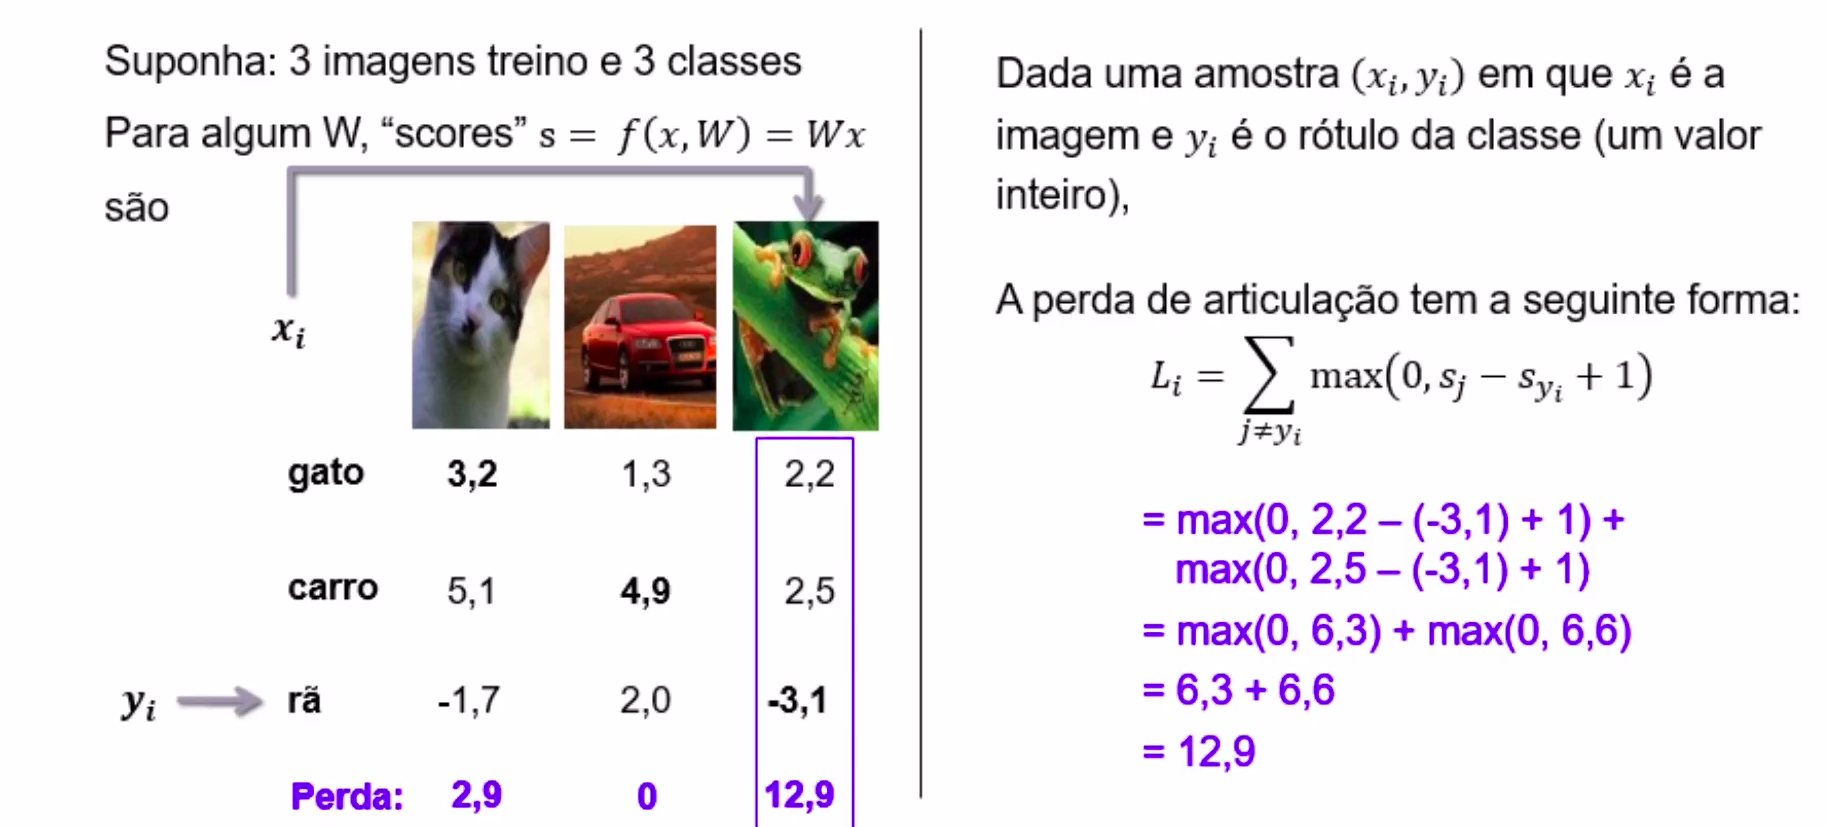 Suponha: 3 imagens treino e 3 classes
Para algum W, “scores” s = f(x, W) = Wx
são
x_i
gato 3,2 1,3 2,2
carro 5,1 4,9 2,5
y_i rã -1,7 2,0 -3,1
Perda: 2,9 0 12,9
Dada uma amostra (x_i, y_i) em que x_i é a
imagem e y_i é o rótulo da classe (um valor
inteiro),
A perda de articulação tem a seguinte forma:
L_i = ∑_{j≠y_i} max(0, s_j − s_{y_i} + 1)
= max(0, 2,2 – (-3,1) + 1) +
max(0, 2,5 – (-3,1) + 1)
= max(0, 6,3) + max(0, 6,6)
= 6,3 + 6,6
= 12,9